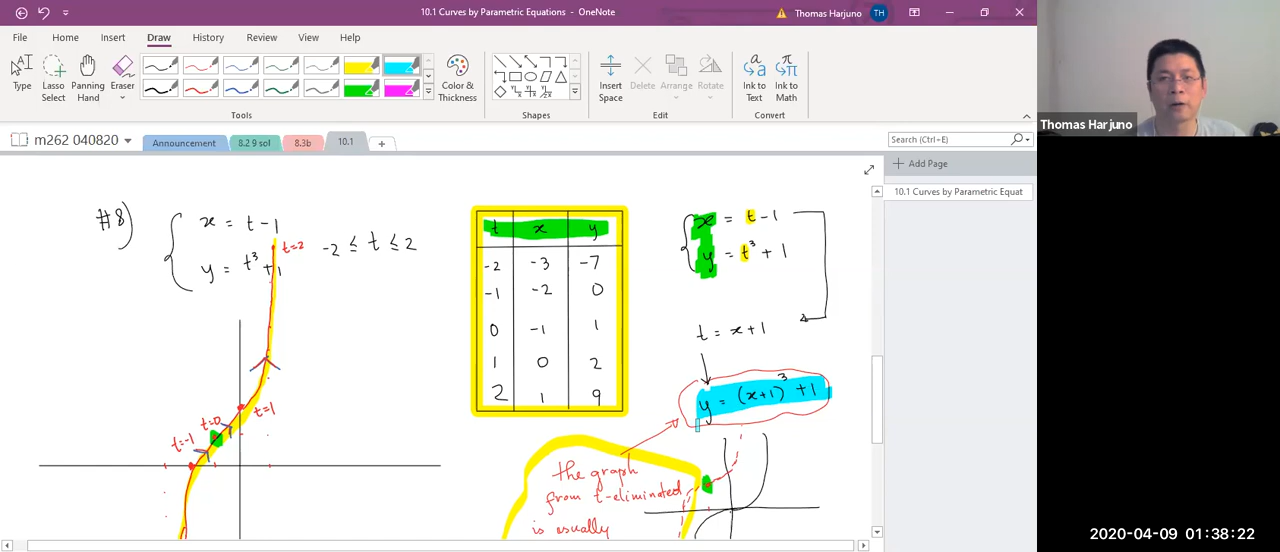 10.1 Curves by Parametric Equations - OneNote
Thomas Harjuno TH
File Home Insert Draw History Review View Help
Type
Lasso Select
Panning Hand
Eraser
Color & Thickness
Insert Space
Delete
Arrange
Rotate
Ink to Text
Ink to Math
Tools
Shapes
Edit
Convert
m262 040820
Announcement
8.2 9 sol
8.3b
10.1
Search (Ctrl+E)
Add Page
10.1 Curves by Parametric Equat
Thomas Harjuno
#8)
x = t - 1
y = t³ + 1
-2 ≤ t ≤ 2
t=2
t=1
t=0
t=-1
t x y
-2 -3 -7
-1 -2 0
0 -1 1
1 0 2
2 1 9
x = t - 1
y = t³ + 1
t = x+1
y = (x+1)³ + 1
the graph
from t-eliminated
is usually
2020-04-09 01:38:22